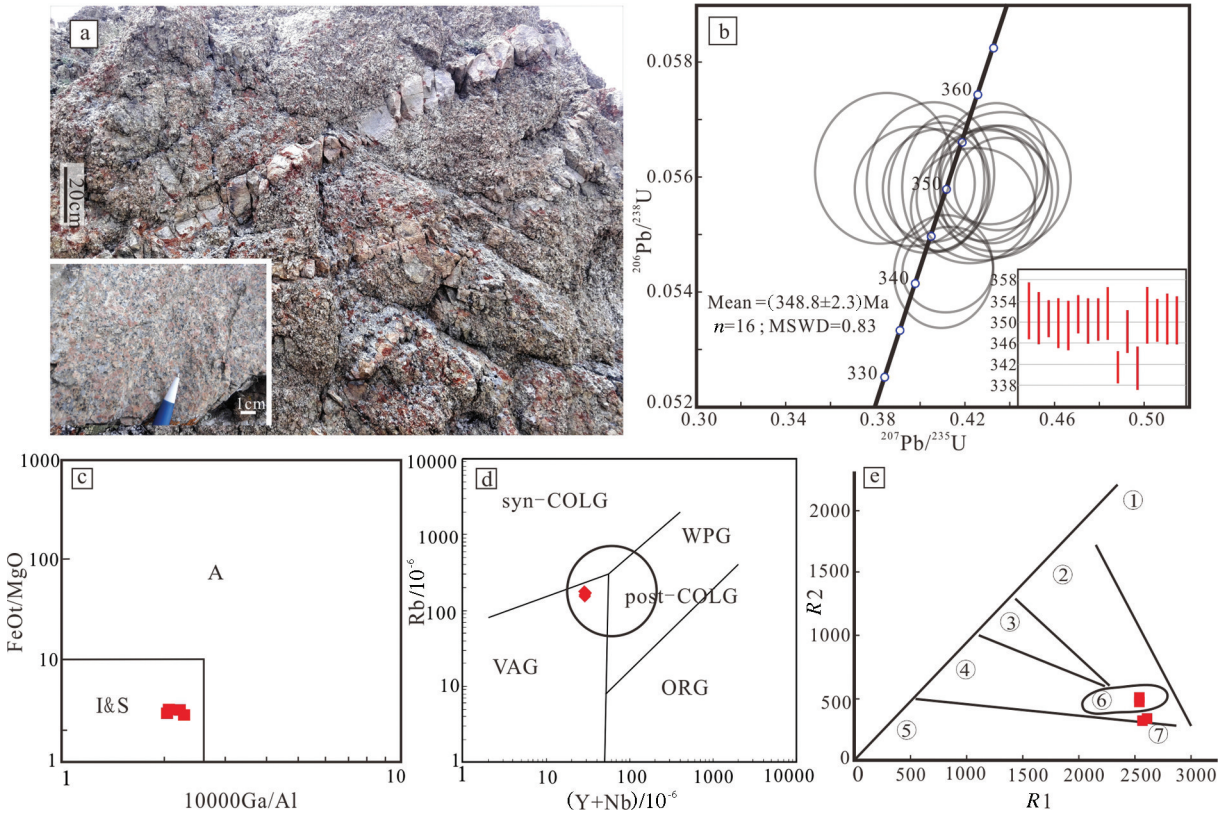 a
20cm
1cm
b
0.058
0.056
0.054
0.052
206Pb/238U
360
350
340
330
Mean=(348.8±2.3)Ma
n=16；MSWD=0.83
358
354
350
346
342
338
0.30
0.34
0.38
0.42
0.46
0.50
207Pb/235U
c
1000
100
10
1
FeOt/MgO
A
I&S
1
10
10000Ga/Al
d
10000
1000
100
10
1
Rb/10-6
syn-COLG
WPG
post-COLG
VAG
ORG
1
10
100
1000
10000
(Y+Nb)/10-6
e
2000
1500
1000
500
0
R2
①
②
③
④
⑤
⑥
⑦
0
500
1000
1500
2000
2500
3000
R1